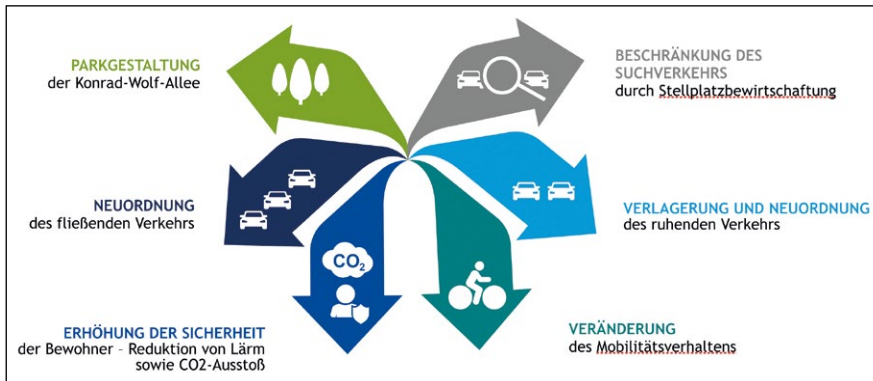 PARKGESTALTUNG
der Konrad-Wolf-Allee
BESCHRÄNKUNG DES
SUCHVERKEHRS
durch Stellplatzbewirtschaftung
NEUORDNUNG
des fließenden Verkehrs
VERLAGERUNG UND NEUORDNUNG
des ruhenden Verkehrs
CO₂
ERHÖHUNG DER SICHERHEIT
der Bewohner - Reduktion von Lärm
sowie CO2-Ausstoß
VERÄNDERUNG
des Mobilitätsverhaltens